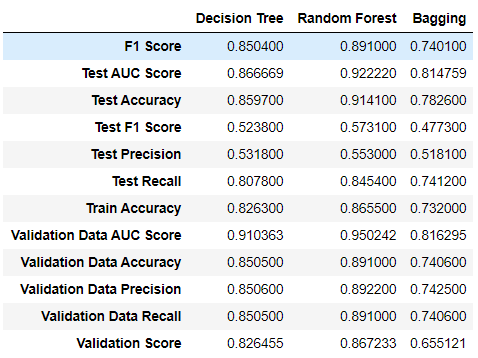 Decision Tree Random Forest Bagging
F1 Score 0.850400 0.891000 0.740100
Test AUC Score 0.866669 0.922220 0.814759
Test Accuracy 0.859700 0.914100 0.782600
Test F1 Score 0.523800 0.573100 0.477300
Test Precision 0.531800 0.553000 0.518100
Test Recall 0.807800 0.845400 0.741200
Train Accuracy 0.826300 0.865500 0.732000
Validation Data AUC Score 0.910363 0.950242 0.816295
Validation Data Accuracy 0.850500 0.891000 0.740600
Validation Data Precision 0.850600 0.892200 0.742500
Validation Data Recall 0.850500 0.891000 0.740600
Validation Score 0.826455 0.867233 0.655121